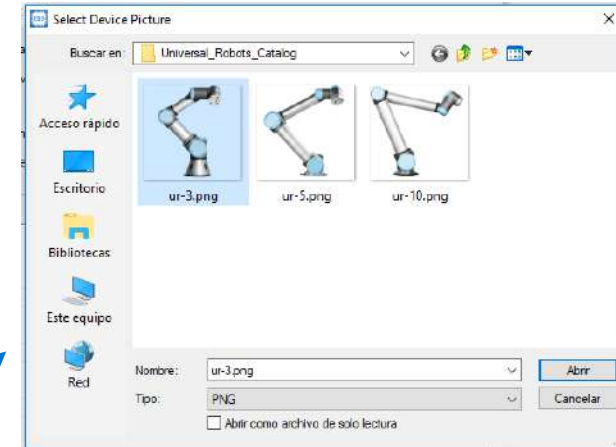 Select Device Picture
Buscar en:
Universal_Robots_Catalog
Acceso rápido
Escritorio
Bibliotecas
Este equipo
Red
ur-3.png
ur-5.png
ur-10.png
Nombre:
ur-3.png
Abrir
Tipo:
PNG
Cancelar
Abrir como archivo de solo lectura